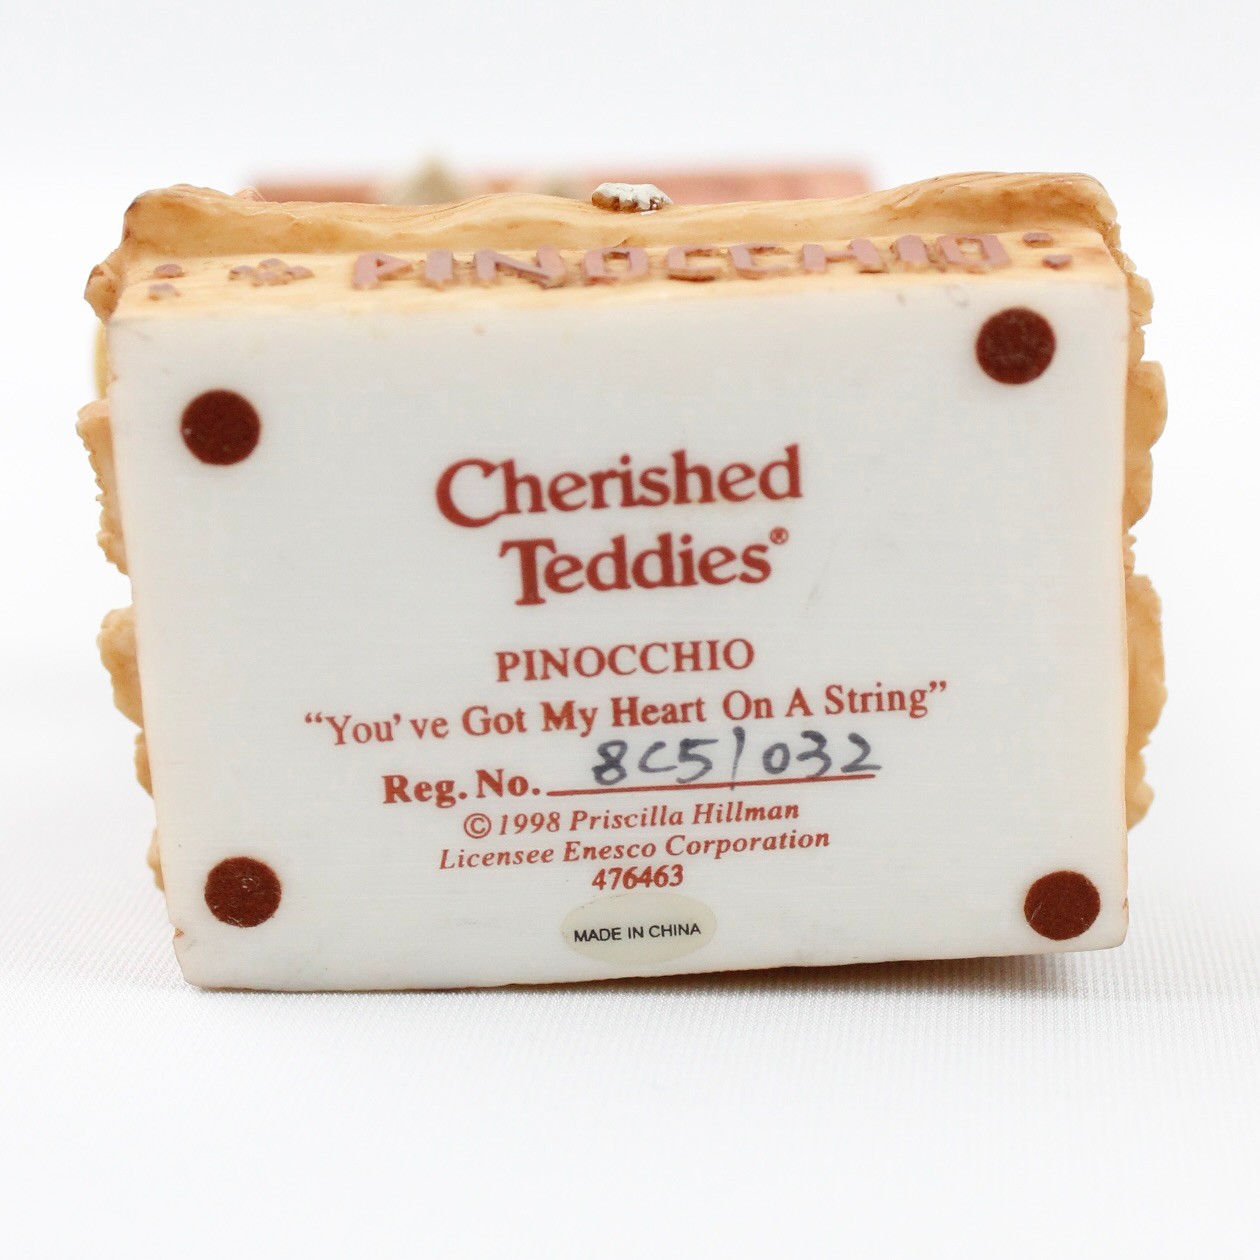 PINOCCHIO
Cherished
Teddies®
PINOCCHIO
“You've Got My Heart On A String”
Reg. No. 8C5/032
© 1998 Priscilla Hillman
Licensee Enesco Corporation
476463
MADE IN CHINA